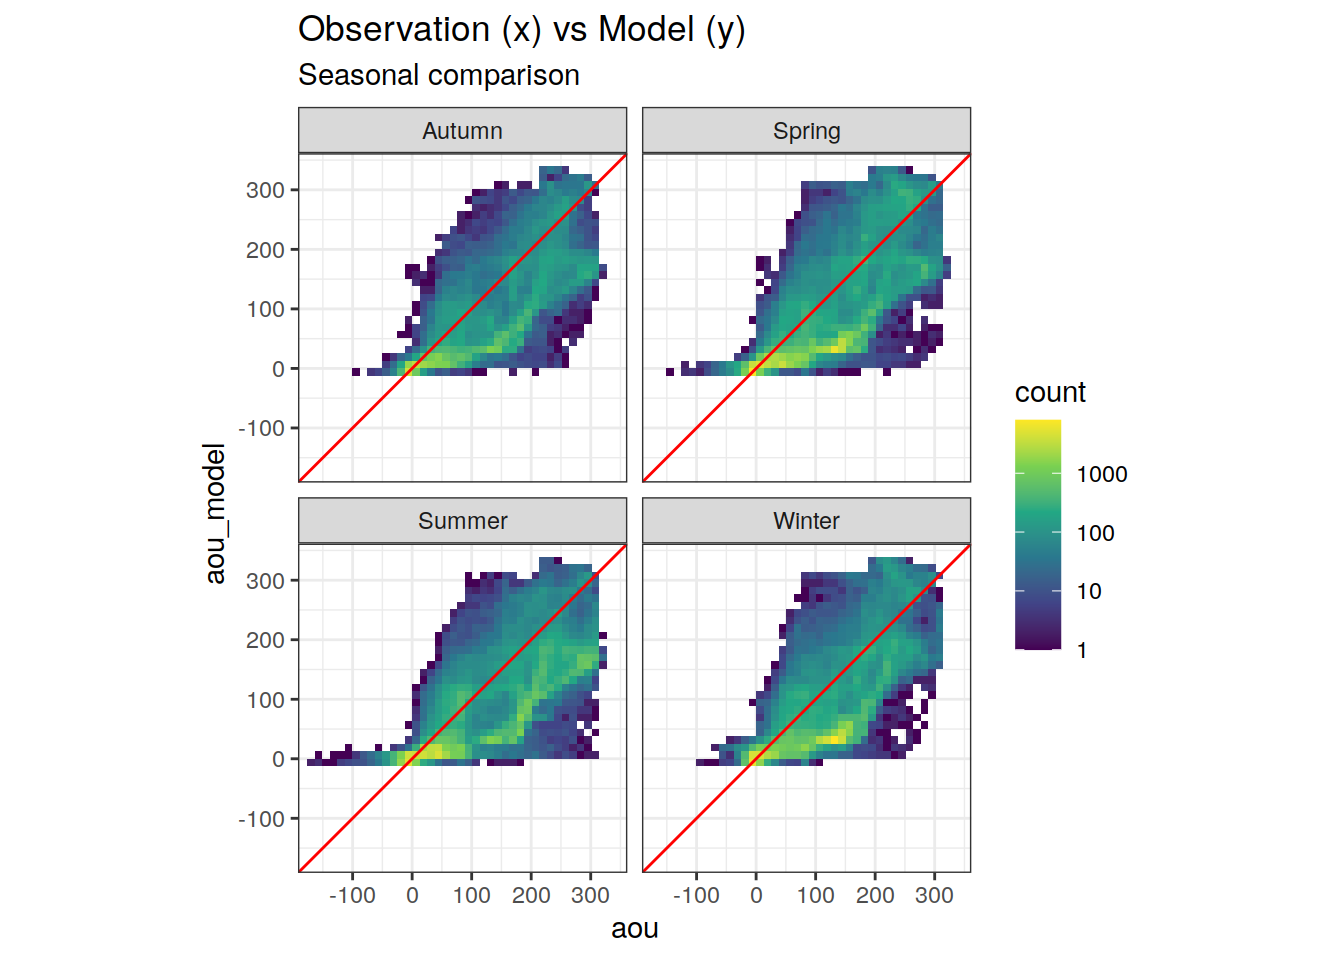 Observation (x) vs Model (y)
Seasonal comparison
Autumn
Spring
300
200
100
0
-100
Summer
Winter
300
200
100
0
-100
-100 0 100 200 300
-100 0 100 200 300
aou
aou_model
count
1000
100
10
1